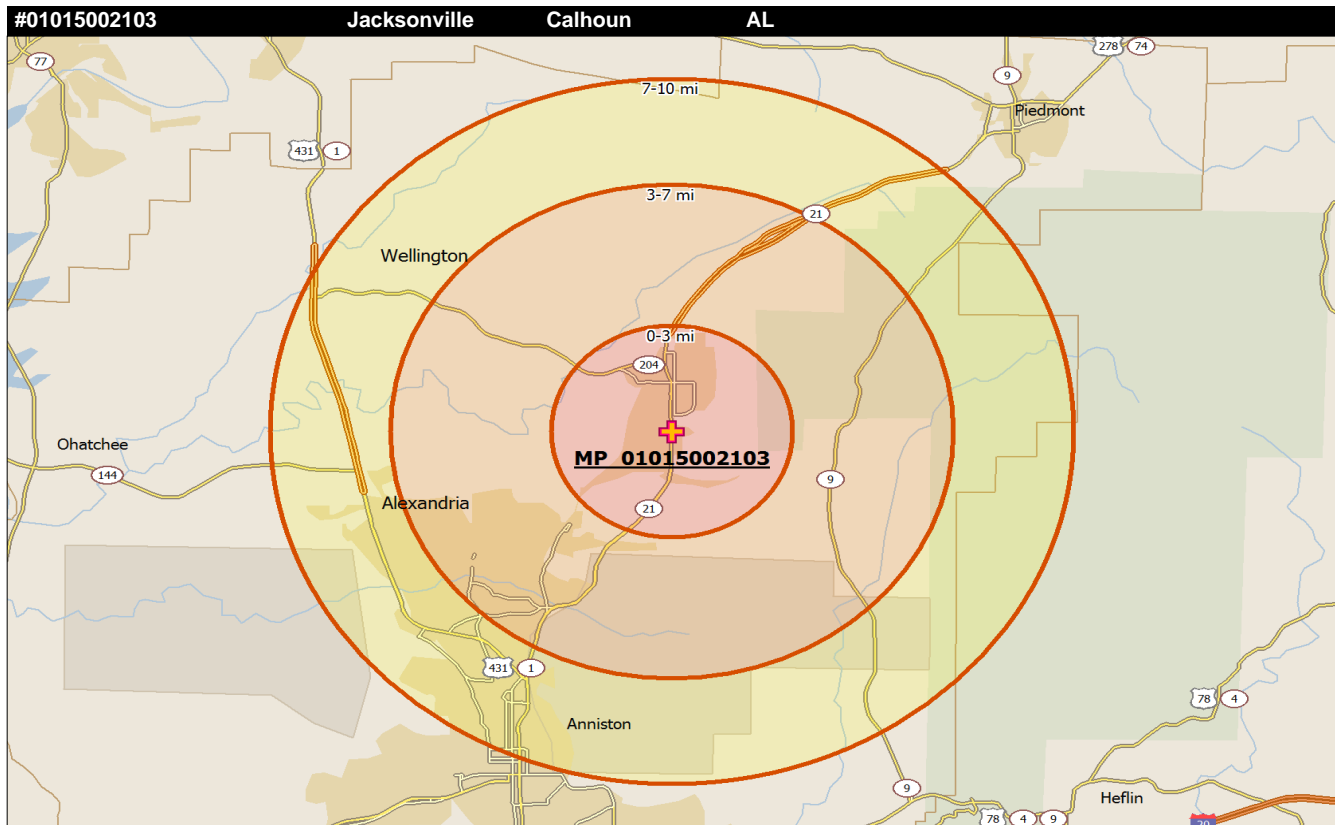 #01015002103 Jacksonville Calhoun AL
278 74
77
9
7-10 mi
Piedmont
431 1
3-7 mi
21
Wellington
0-3 mi
204
Ohatchee
MP 01015002103
144
9
Alexandria
21
431 1
78 4
Anniston
9
Heflin
78 4 9
20